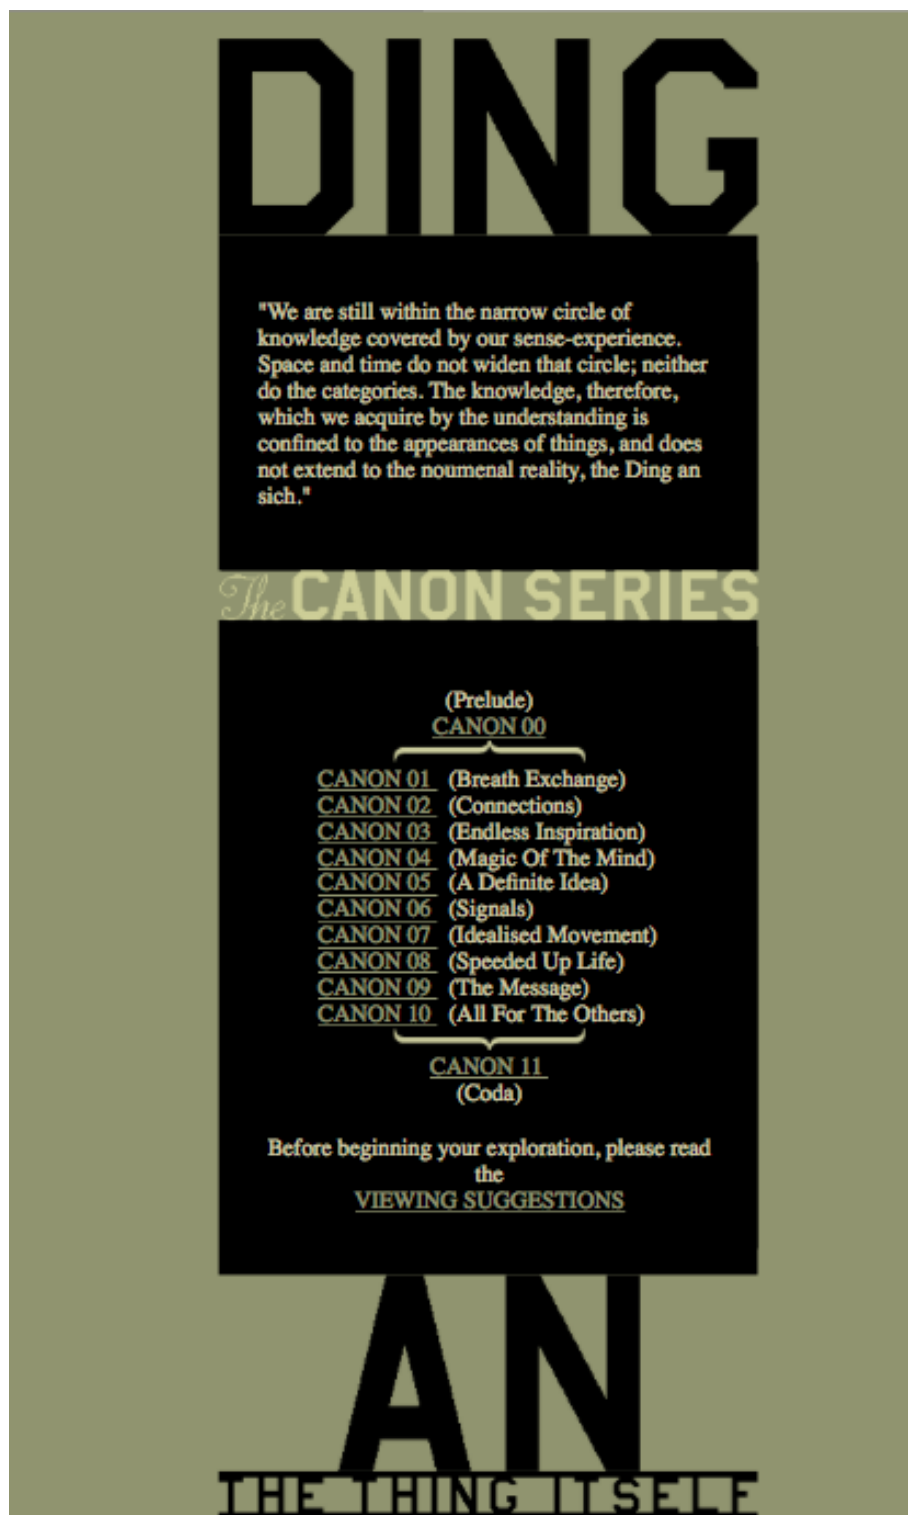 DING
"We are still within the narrow circle of
knowledge covered by our sense-experience.
Space and time do not widen that circle; neither
do the categories. The knowledge, therefore,
which we acquire by the understanding is
confined to the appearances of things, and does
not extend to the noumenal reality, the Ding an
sich."
The CANON SERIES
(Prelude)
CANON 00
CANON 01 (Breath Exchange)
CANON 02 (Connections)
CANON 03 (Endless Inspiration)
CANON 04 (Magic Of The Mind)
CANON 05 (A Definite Idea)
CANON 06 (Signals)
CANON 07 (Idealised Movement)
CANON 08 (Speeded Up Life)
CANON 09 (The Message)
CANON 10 (All For The Others)
CANON 11
(Coda)
Before beginning your exploration, please read
the
VIEWING SUGGESTIONS
AN
THE THING ITSELF